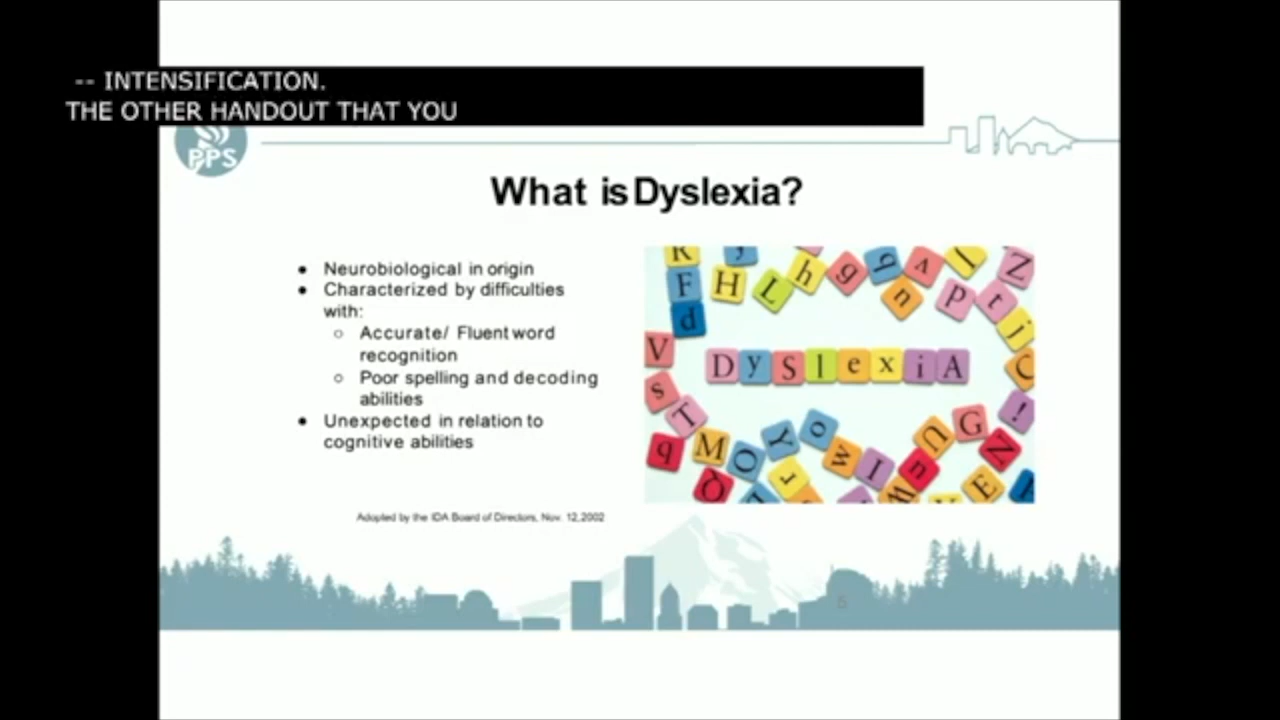 -- INTENSIFICATION.
THE OTHER HANDOUT THAT YOU
PPS
What is Dyslexia?
• Neurobiological in origin
• Characterized by difficulties
with:
○ Accurate/ Fluent word
recognition
○ Poor spelling and decoding
abilities
• Unexpected in relation to
cognitive abilities
DySlexiA
Adopted by the IDA Board of Directors, Nov. 12,2002
5